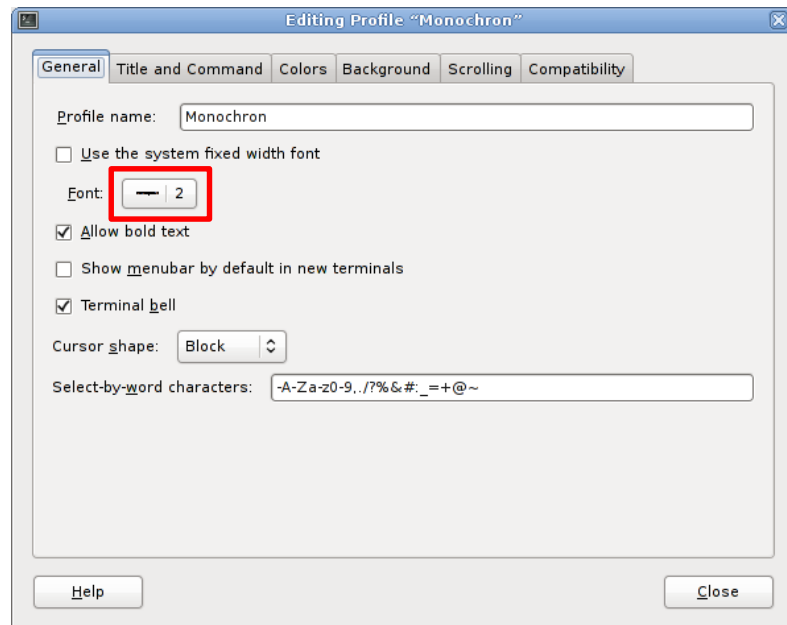 Editing Profile “Monochron”
General Title and Command Colors Background Scrolling Compatibility
Profile name: Monochron
Use the system fixed width font
Font: 2
Allow bold text
Show menubar by default in new terminals
Terminal bell
Cursor shape: Block
Select-by-word characters: -A-Za-z0-9,./?%&#:_=+@~
Help Close